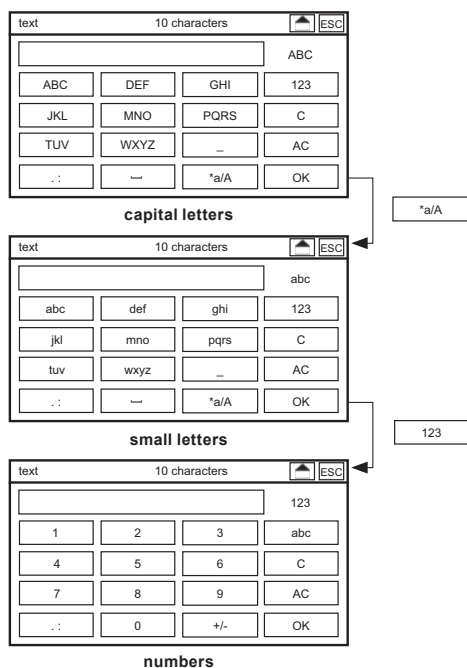 text 10 characters ESC
ABC
ABC DEF GHI 123
JKL MNO PQRS C
TUV WXYZ _ AC
. : ⎵ *a/A OK
capital letters
*a/A
text 10 characters ESC
abc
abc def ghi 123
jkl mno pqrs C
tuv wxyz _ AC
. : ⎵ *a/A OK
small letters
123
text 10 characters ESC
123
1 2 3 abc
4 5 6 C
7 8 9 AC
. : 0 +/- OK
numbers